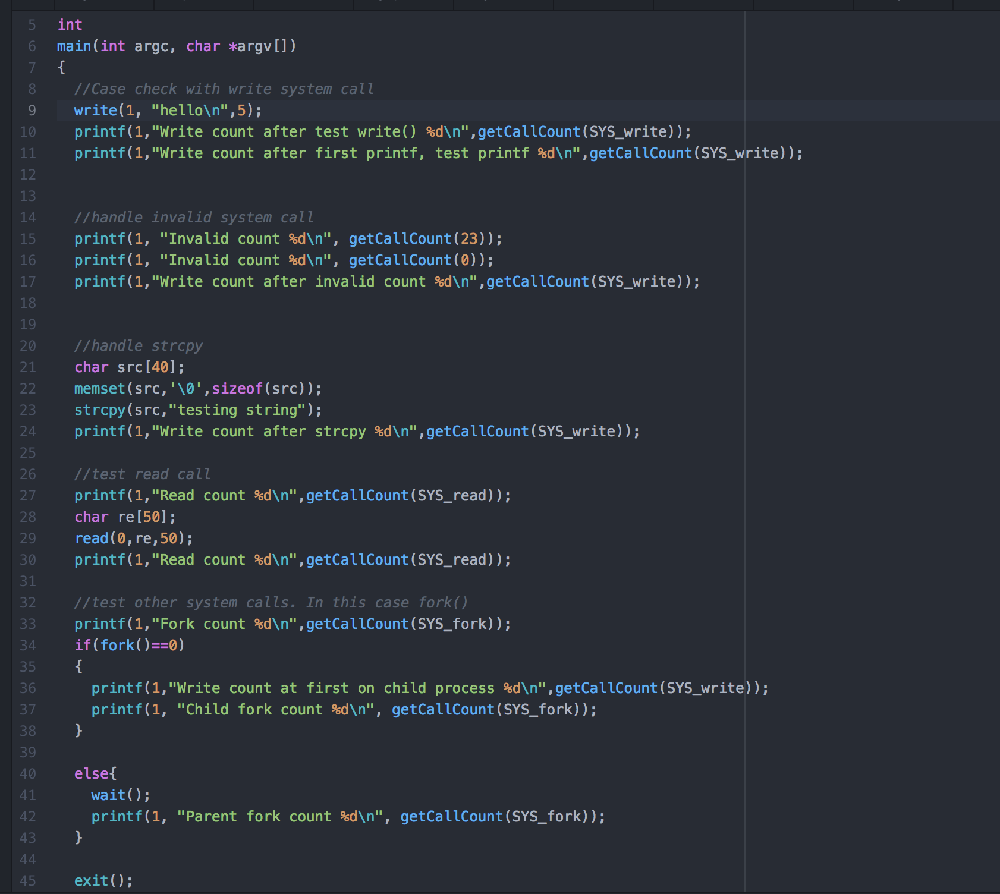 5 int
6 main(int argc, char *argv[])
7 {
8 //Case check with write system call
9 write(1, "hello\n",5);
10 printf(1,"Write count after test write() %d\n",getCallCount(SYS_write));
11 printf(1,"Write count after first printf, test printf %d\n",getCallCount(SYS_write));
12
13
14 //handle invalid system call
15 printf(1, "Invalid count %d\n", getCallCount(23));
16 printf(1, "Invalid count %d\n", getCallCount(0));
17 printf(1,"Write count after invalid count %d\n",getCallCount(SYS_write));
18
19
20 //handle strcpy
21 char src[40];
22 memset(src,'\0',sizeof(src));
23 strcpy(src,"testing string");
24 printf(1,"Write count after strcpy %d\n",getCallCount(SYS_write));
25
26 //test read call
27 printf(1,"Read count %d\n",getCallCount(SYS_read));
28 char re[50];
29 read(0,re,50);
30 printf(1,"Read count %d\n",getCallCount(SYS_read));
31
32 //test other system calls. In this case fork()
33 printf(1,"Fork count %d\n",getCallCount(SYS_fork));
34 if(fork()==0)
35 {
36 printf(1,"Write count at first on child process %d\n",getCallCount(SYS_write));
37 printf(1, "Child fork count %d\n", getCallCount(SYS_fork));
38 }
39
40 else{
41 wait();
42 printf(1, "Parent fork count %d\n", getCallCount(SYS_fork));
43 }
44
45 exit();